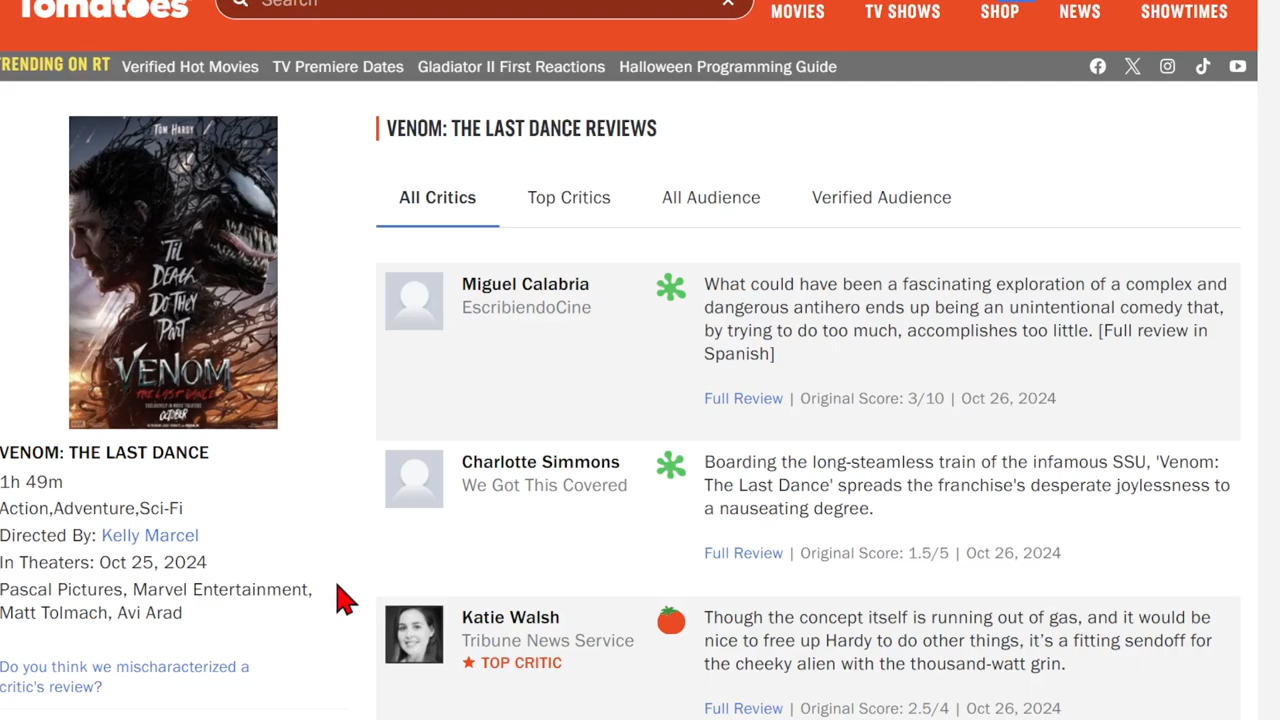 Tomatoes
Search
MOVIES TV SHOWS SHOP NEWS SHOWTIMES
TRENDING ON RT Verified Hot Movies TV Premiere Dates Gladiator II First Reactions Halloween Programming Guide
TOM HARDY
'TIL
DEATH
DO THEY
PART
VENOM
THE LAST DANCE
OCTOBER
VENOM: THE LAST DANCE
1h 49m
Action,Adventure,Sci-Fi
Directed By: Kelly Marcel
In Theaters: Oct 25, 2024
Pascal Pictures, Marvel Entertainment,
Matt Tolmach, Avi Arad
Do you think we mischaracterized a
critic's review?
VENOM: THE LAST DANCE REVIEWS
All Critics Top Critics All Audience Verified Audience
Miguel Calabria
EscribiendoCine
What could have been a fascinating exploration of a complex and
dangerous antihero ends up being an unintentional comedy that,
by trying to do too much, accomplishes too little. [Full review in
Spanish]
Full Review | Original Score: 3/10 | Oct 26, 2024
Charlotte Simmons
We Got This Covered
Boarding the long-steamless train of the infamous SSU, 'Venom:
The Last Dance' spreads the franchise's desperate joylessness to
a nauseating degree.
Full Review | Original Score: 1.5/5 | Oct 26, 2024
Katie Walsh
Tribune News Service
TOP CRITIC
Though the concept itself is running out of gas, and it would be
nice to free up Hardy to do other things, it's a fitting sendoff for
the cheeky alien with the thousand-watt grin.
Full Review | Original Score: 2.5/4 | Oct 26, 2024